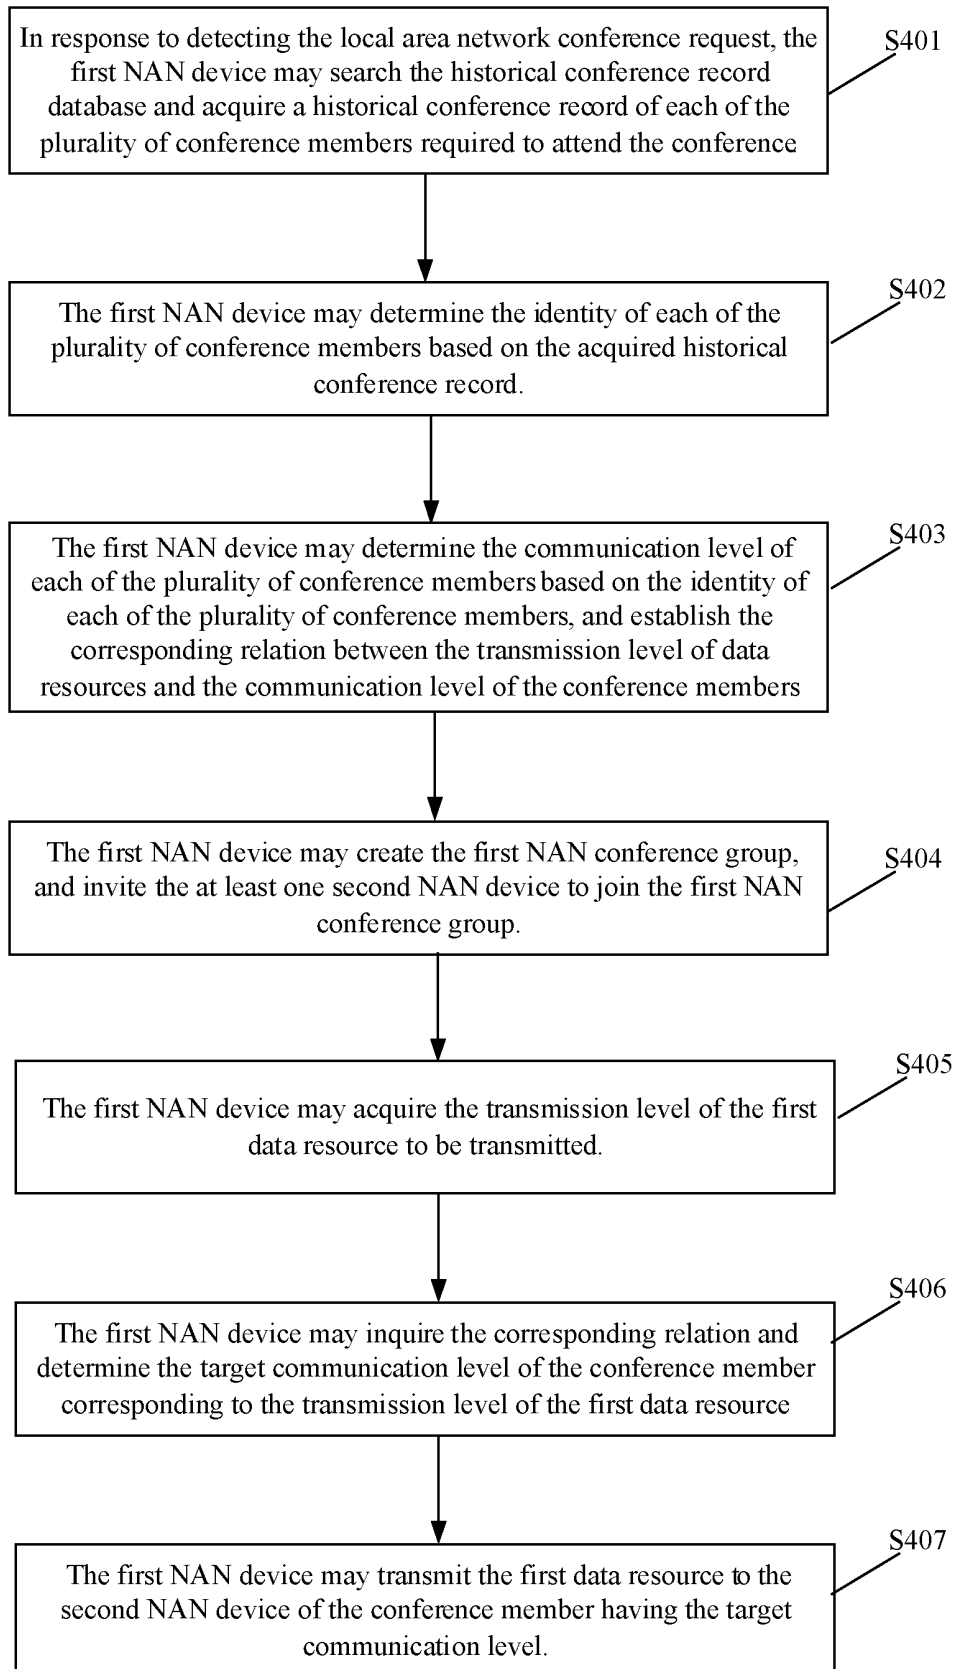 In response to detecting the local area network conference request, the
first NAN device may search the historical conference record
database and acquire a historical conference record of each of the
plurality of conference members required to attend the conference
S401
The first NAN device may determine the identity of each of the
plurality of conference members based on the acquired historical
conference record.
S402
The first NAN device may determine the communication level of
each of the plurality of conference members based on the identity of
each of the plurality of conference members, and establish the
corresponding relation between the transmission level of data
resources and the communication level of the conference members
S403
The first NAN device may create the first NAN conference group,
and invite the at least one second NAN device to join the first NAN
conference group.
S404
The first NAN device may acquire the transmission level of the first
data resource to be transmitted.
S405
The first NAN device may inquire the corresponding relation and
determine the target communication level of the conference member
corresponding to the transmission level of the first data resource
S406
The first NAN device may transmit the first data resource to the
second NAN device of the conference member having the target
communication level.
S407